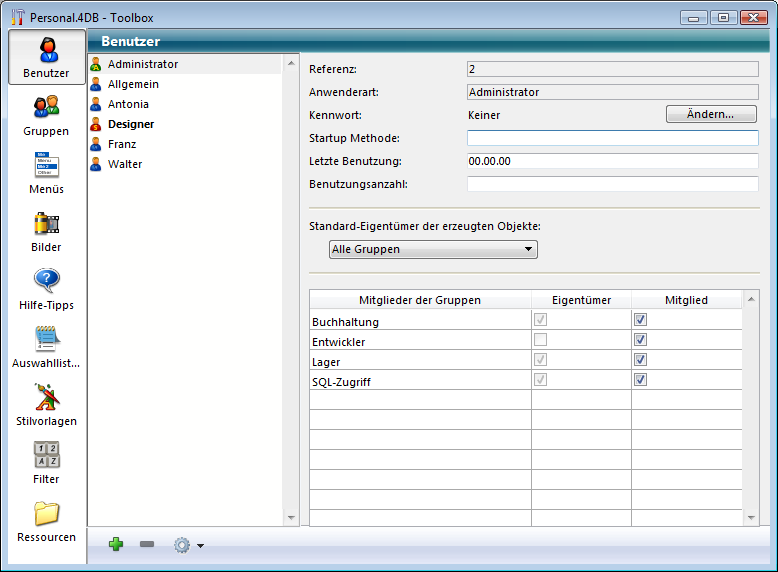 Personal.4DB - Toolbox
Benutzer
Gruppen
Menüs
Bilder
Hilfe-Tipps
Auswahllist...
Stilvorlagen
Filter
Ressourcen
Benutzer
Administrator
Allgemein
Antonia
Designer
Franz
Walter
Referenz: 2
Anwenderart: Administrator
Kennwort: Keiner Ändern...
Startup Methode:
Letzte Benutzung: 00.00.00
Benutzungsanzahl:
Standard-Eigentümer der erzeugten Objekte:
Alle Gruppen
Mitglieder der Gruppen Eigentümer Mitglied
Buchhaltung
Entwickler
Lager
SQL-Zugriff